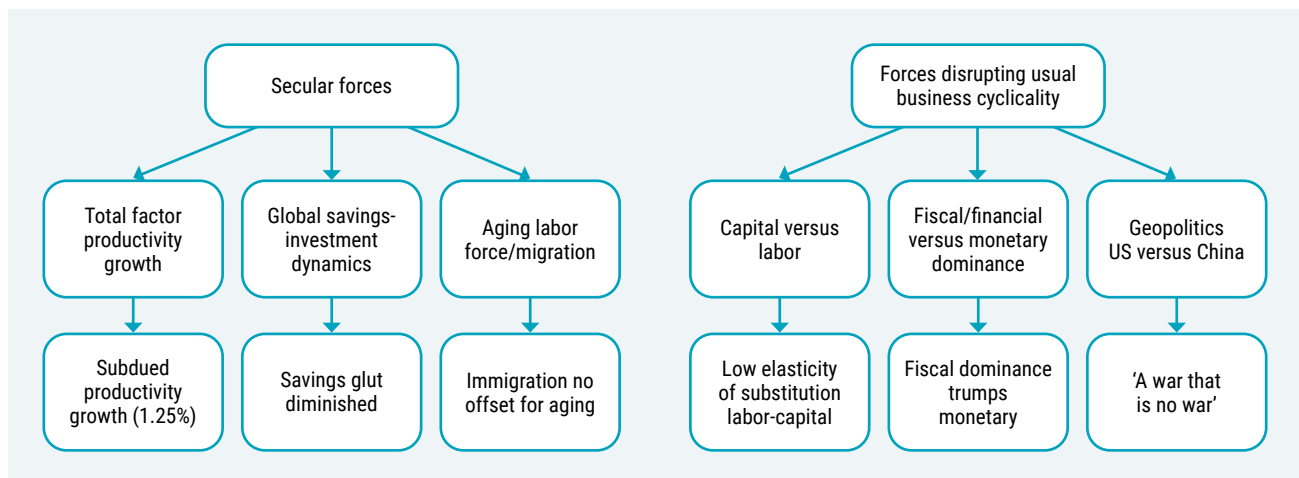 Secular forces
Forces disrupting usual
business cyclicality
Total factor
productivity
growth
Global savings-
investment
dynamics
Aging labor
force/migration
Capital versus
labor
Fiscal/financial
versus monetary
dominance
Geopolitics
US versus China
Subdued
productivity
growth (1.25%)
Savings glut
diminished
Immigration no
offset for aging
Low elasticity
of substitution
labor-capital
Fiscal dominance
trumps
monetary
‘A war that
is no war’